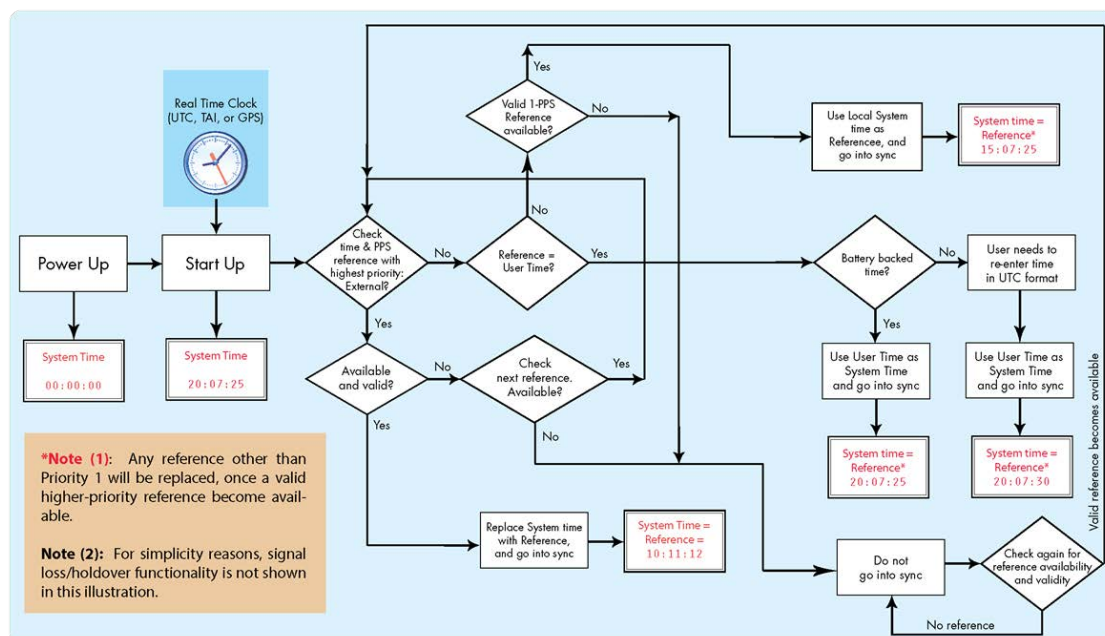 Real Time Clock
(UTC, TAI, or GPS)
Power Up
System Time
00:00:00
Start Up
System Time
20:07:25
Check
time & PPS
reference with
highest priority:
External?
No
Yes
Reference =
User Time?
No
Yes
Valid 1-PPS
Reference
available?
Yes
No
Use Local System
time as
Referencee, and
go into sync
System time =
Reference*
15:07:25
Battery backed
time?
No
Yes
User needs to
re-enter time
in UTC format
Use User Time as
System Time
and go into sync
Use User Time as
System Time
and go into sync
System time =
Reference*
20:07:25
System time =
Reference*
20:07:30
Available
and valid?
No
Yes
Check
next reference.
Available?
Yes
No
Replace System time
with Reference,
and go into sync
System Time =
Reference =
10:11:12
Do not
go into sync
Check again for
reference availability
and validity
No reference
Valid reference becomes available
*Note (1): Any reference other than
Priority 1 will be replaced, once a valid
higher-priority reference become avail-
able.
Note (2): For simplicity reasons, signal
loss/holdover functionality is not shown
in this illustration.